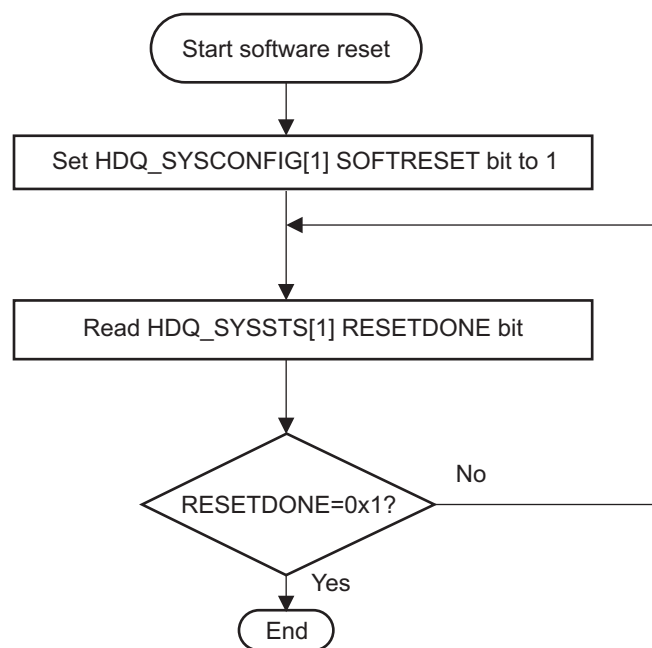 Start software reset
Set HDQ_SYSCONFIG[1] SOFTRESET bit to 1
Read HDQ_SYSSTS[1] RESETDONE bit
No
RESETDONE=0x1?
Yes
End